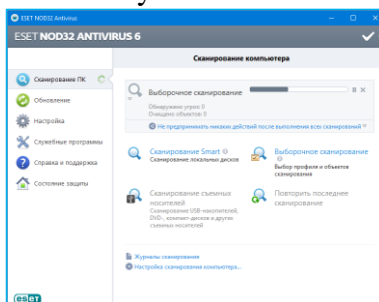 ESET NOD32 Antivirus
ESET NOD32 ANTIVIRUS 6
Сканирование компьютера
Сканирование ПК
Обновление
Настройка
Служебные программы
Справка и поддержка
Состояние защиты
Выборочное сканирование
Обнаружено угроз: 0
Очищено объектов: 0
Не предпринимать никаких действий после выполнения всех сканирований
Сканирование Smart
Сканирование локальных дисков
Выборочное сканирование
Выбор профиля и объектов
сканирования
Сканирование съемных
носителей
Сканирование USB-накопителей,
DVD-, компакт-дисков и других
съемных носителей
Повторить последнее
сканирование
Журналы сканирования
Настройка сканирования компьютера...
eset